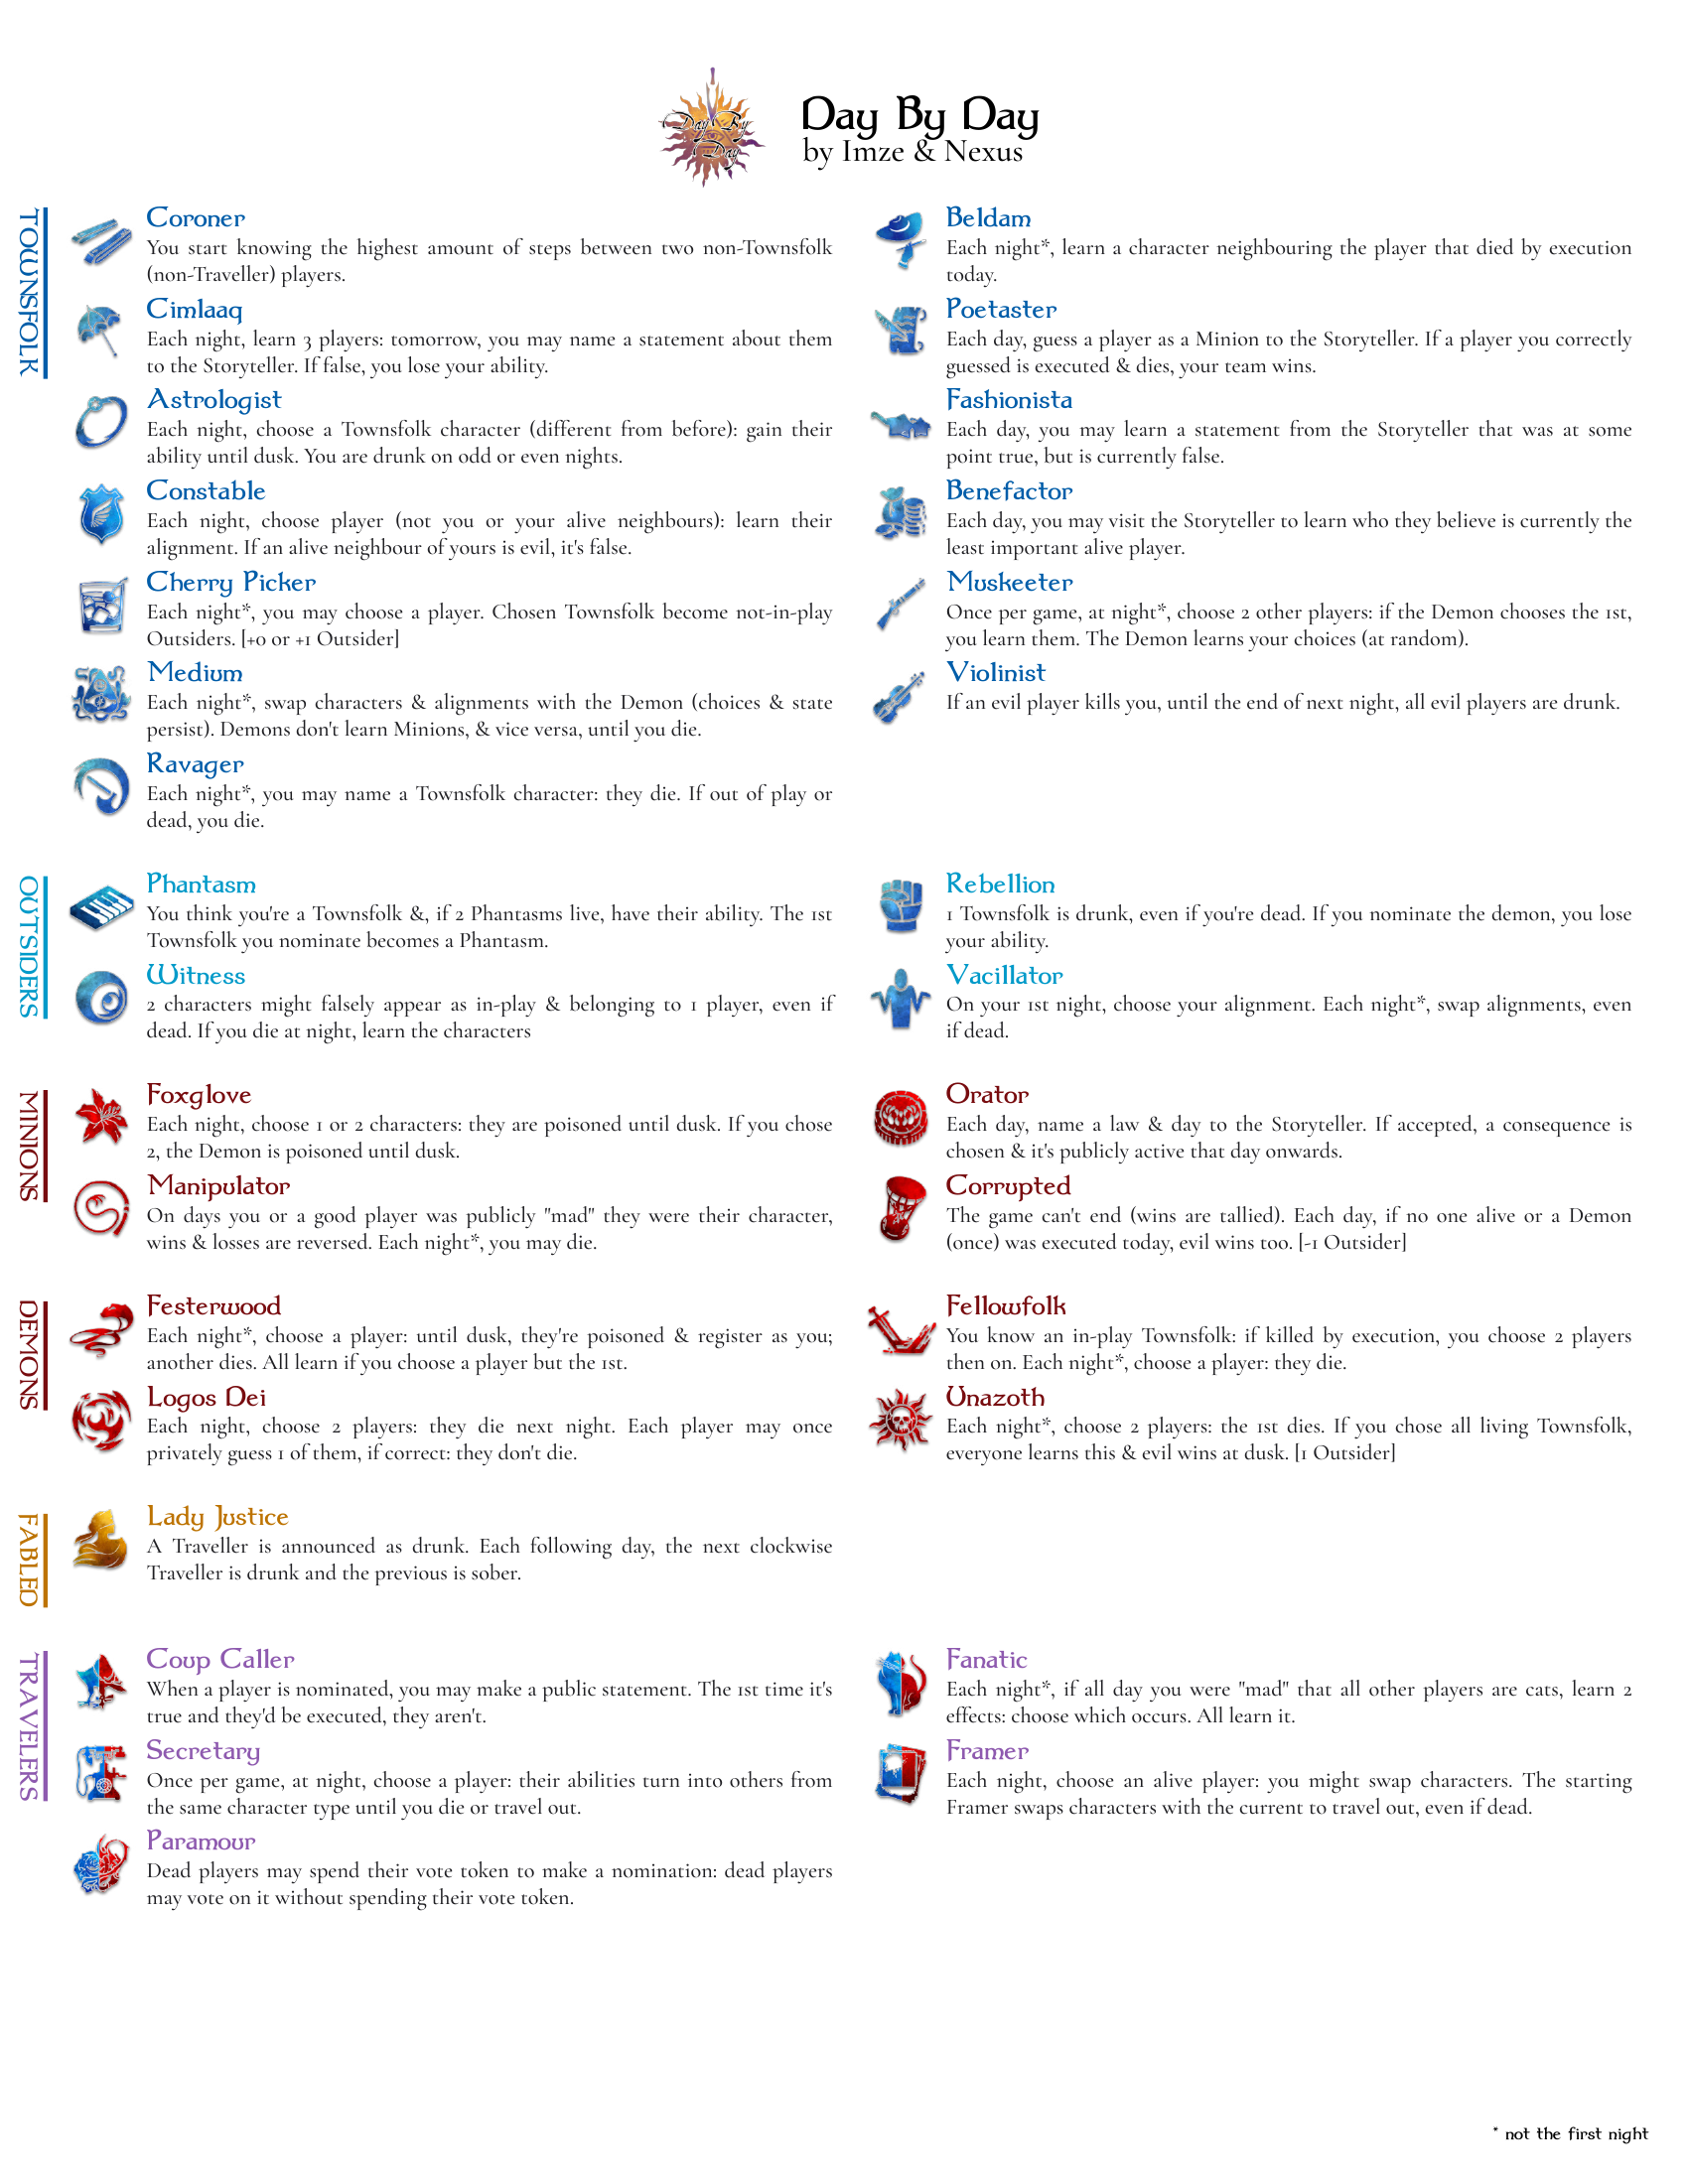 Day By Day
Day By Day
by Imze & Nexus
TOWNSFOLK
Coroner
You start knowing the highest amount of steps between two non-Townsfolk
(non-Traveller) players.
Cimlaaq
Each night, learn 3 players: tomorrow, you may name a statement about them
to the Storyteller. If false, you lose your ability.
Astrologist
Each night, choose a Townsfolk character (different from before): gain their
ability until dusk. You are drunk on odd or even nights.
Constable
Each night, choose player (not you or your alive neighbours): learn their
alignment. If an alive neighbour of yours is evil, it's false.
Cherry Picker
Each night*, you may choose a player. Chosen Townsfolk become not-in-play
Outsiders. [+0 or +1 Outsider]
Medium
Each night*, swap characters & alignments with the Demon (choices & state
persist). Demons don't learn Minions, & vice versa, until you die.
Ravager
Each night*, you may name a Townsfolk character: they die. If out of play or
dead, you die.
Beldam
Each night*, learn a character neighbouring the player that died by execution
today.
Poetaster
Each day, guess a player as a Minion to the Storyteller. If a player you correctly
guessed is executed & dies, your team wins.
Fashionista
Each day, you may learn a statement from the Storyteller that was at some
point true, but is currently false.
Benefactor
Each day, you may visit the Storyteller to learn who they believe is currently the
least important alive player.
Muskeeter
Once per game, at night*, choose 2 other players: if the Demon chooses the 1st,
you learn them. The Demon learns your choices (at random).
Violinist
If an evil player kills you, until the end of next night, all evil players are drunk.
OUTSIDERS
Phantasm
You think you're a Townsfolk &, if 2 Phantasms live, have their ability. The 1st
Townsfolk you nominate becomes a Phantasm.
Witness
2 characters might falsely appear as in-play & belonging to 1 player, even if
dead. If you die at night, learn the characters
Rebellion
1 Townsfolk is drunk, even if you're dead. If you nominate the demon, you lose
your ability.
Vacillator
On your 1st night, choose your alignment. Each night*, swap alignments, even
if dead.
MINIONS
Foxglove
Each night, choose 1 or 2 characters: they are poisoned until dusk. If you chose
2, the Demon is poisoned until dusk.
Manipulator
On days you or a good player was publicly "mad" they were their character,
wins & losses are reversed. Each night*, you may die.
Orator
Each day, name a law & day to the Storyteller. If accepted, a consequence is
chosen & it's publicly active that day onwards.
Corrupted
The game can't end (wins are tallied). Each day, if no one alive or a Demon
(once) was executed today, evil wins too. [-1 Outsider]
DEMONS
Festerwood
Each night*, choose a player: until dusk, they're poisoned & register as you;
another dies. All learn if you choose a player but the 1st.
Logos Dei
Each night, choose 2 players: they die next night. Each player may once
privately guess 1 of them, if correct: they don't die.
Fellowfolk
You know an in-play Townsfolk: if killed by execution, you choose 2 players
then on. Each night*, choose a player: they die.
Unazoth
Each night*, choose 2 players: the 1st dies. If you chose all living Townsfolk,
everyone learns this & evil wins at dusk. [1 Outsider]
FABLED
Lady Justice
A Traveller is announced as drunk. Each following day, the next clockwise
Traveller is drunk and the previous is sober.
TRAVELERS
Coup Caller
When a player is nominated, you may make a public statement. The 1st time it's
true and they'd be executed, they aren't.
Secretary
Once per game, at night, choose a player: their abilities turn into others from
the same character type until you die or travel out.
Paramour
Dead players may spend their vote token to make a nomination: dead players
may vote on it without spending their vote token.
Fanatic
Each night*, if all day you were "mad" that all other players are cats, learn 2
effects: choose which occurs. All learn it.
Framer
Each night, choose an alive player: you might swap characters. The starting
Framer swaps characters with the current to travel out, even if dead.
* not the first night